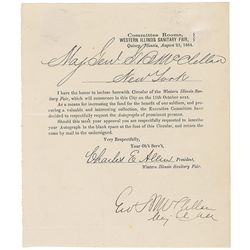 Committee Rooms,
WESTERN ILLINOIS SANITARY FAIR,
Quincy, Illinois, August 25, 1864.
Maj. Genl. G. B. McClellan
New York
I have the honor to inclose herewith Circular of the Western Illinois Sanitary Fair, which will commence in this City on the 11th October next.
As a means for increasing the fund for the benefit of our soldiers, and providing a valuable and interesting collection, the Executive Committee have decided to respectfully request the Autographs of prominent persons.
Should this meet your approval you are respectfully requested to inscribe your Autograph in the blank space at the foot of this Circular, and return the same by mail to the undersigned.
Very Respectfully,
Your Ob't Serv't,
Charles E Allen, President,
Western Illinois Sanitary Fair.
Geo B McClellan
Maj Genl USA